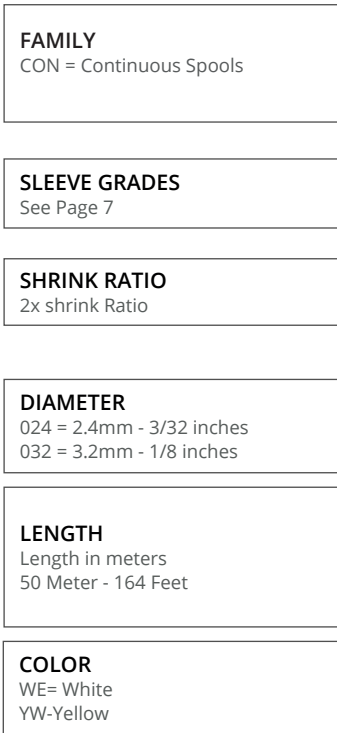 FAMILY
CON = Continuous Spools
SLEEVE GRADES
See Page 7
SHRINK RATIO
2x shrink Ratio
DIAMETER
024 = 2.4mm - 3/32 inches
032 = 3.2mm - 1/8 inches
LENGTH
Length in meters
50 Meter - 164 Feet
COLOR
WE= White
YW-Yellow